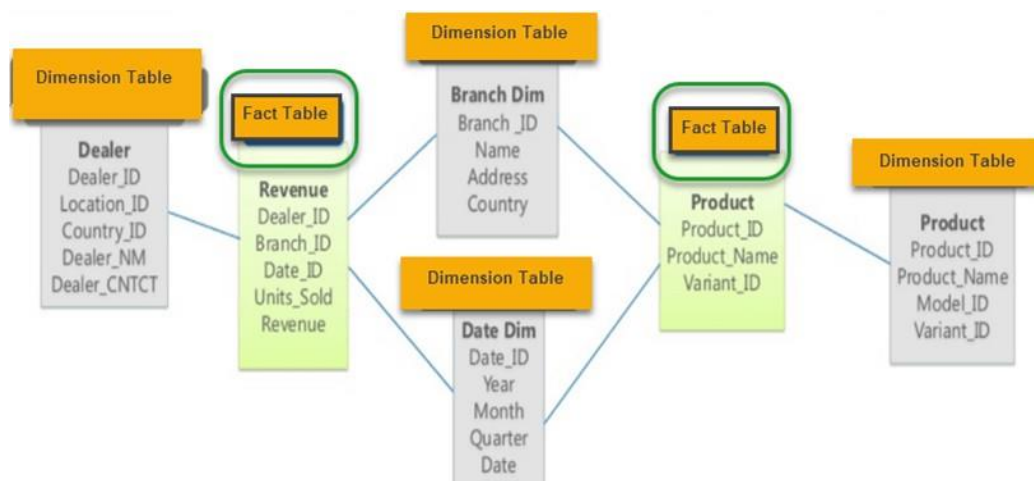 Dimension Table
Dealer
Dealer_ID
Location_ID
Country_ID
Dealer_NM
Dealer_CNTCT
Fact Table
Revenue
Dealer_ID
Branch_ID
Date_ID
Units_Sold
Revenue
Dimension Table
Branch Dim
Branch _ID
Name
Address
Country
Dimension Table
Date Dim
Date_ID
Year
Month
Quarter
Date
Fact Table
Product
Product_ID
Product_Name
Variant_ID
Dimension Table
Product
Product_ID
Product_Name
Model_ID
Variant_ID